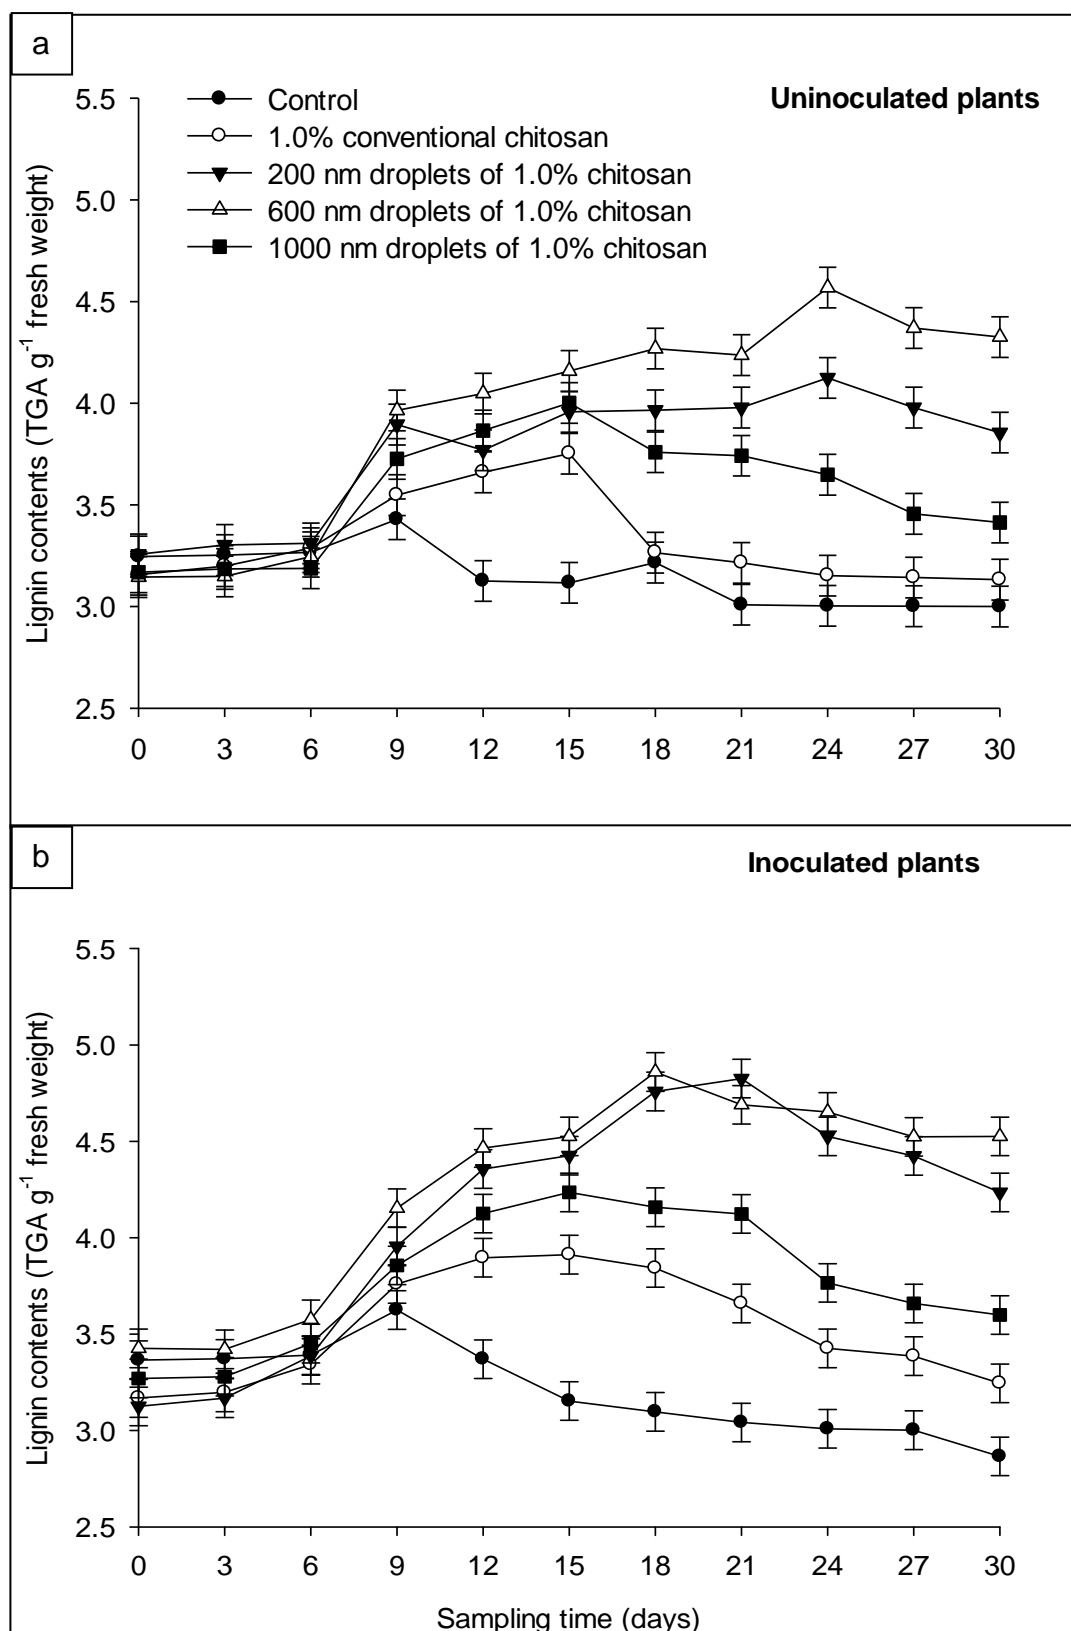 a
Uninoculated plants
Control
1.0% conventional chitosan
200 nm droplets of 1.0% chitosan
600 nm droplets of 1.0% chitosan
1000 nm droplets of 1.0% chitosan
Lignin contents (TGA g⁻¹ fresh weight)
5.5
5.0
4.5
4.0
3.5
3.0
2.5
0 3 6 9 12 15 18 21 24 27 30
b
Inoculated plants
Lignin contents (TGA g⁻¹ fresh weight)
5.5
5.0
4.5
4.0
3.5
3.0
2.5
0 3 6 9 12 15 18 21 24 27 30
Sampling time (days)